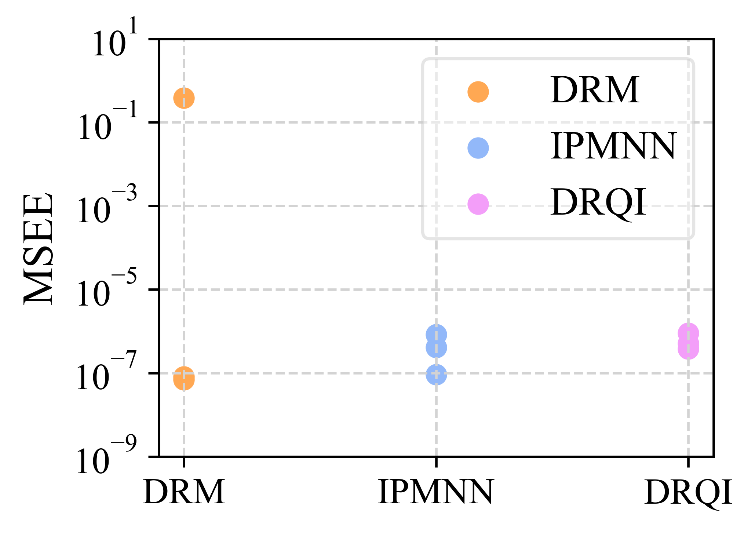 10^1
10^−1
10^−3
10^−5
10^−7
10^−9
MSEE
DRM
IPMNN
DRQI
DRM
IPMNN
DRQI